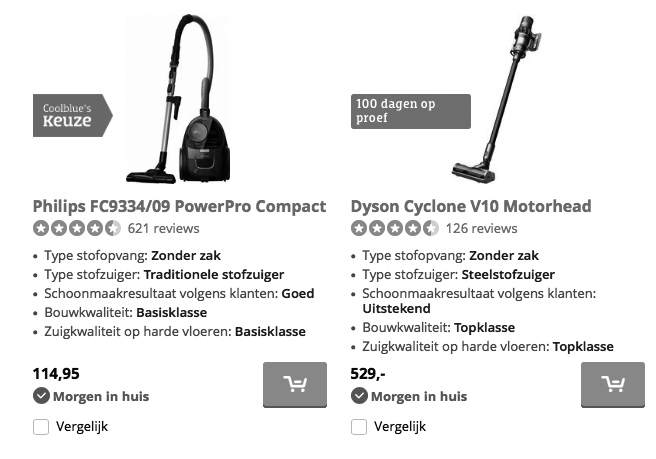 Coolblue's
Keuze
Philips FC9334/09 PowerPro Compact
621 reviews
Type stofopvang: Zonder zak
Type stofzuiger: Traditionele stofzuiger
Schoonmaakresultaat volgens klanten: Goed
Bouwkwaliteit: Basisklasse
Zuigkwaliteit op harde vloeren: Basisklasse
114,95
Morgen in huis
Vergelijk
100 dagen op
proef
Dyson Cyclone V10 Motorhead
126 reviews
Type stofopvang: Zonder zak
Type stofzuiger: Steelstofzuiger
Schoonmaakresultaat volgens klanten:
Uitstekend
Bouwkwaliteit: Topklasse
Zuigkwaliteit op harde vloeren: Topklasse
529,-
Morgen in huis
Vergelijk